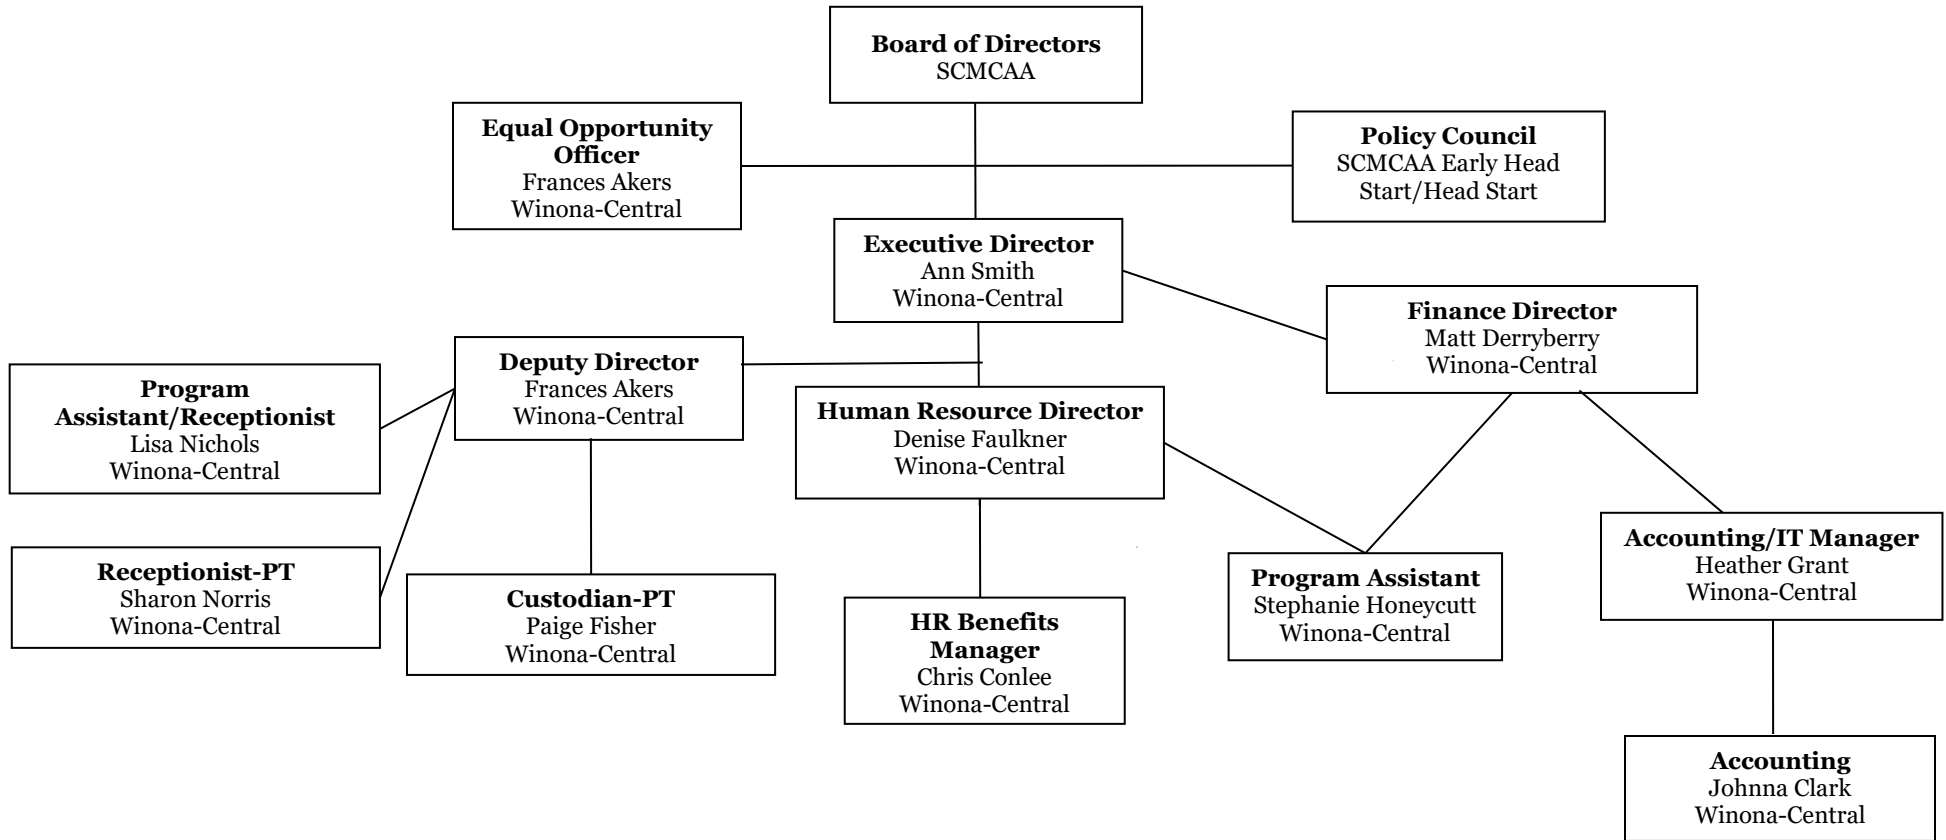 Board of Directors
SCMCAA
Equal Opportunity
Officer
Frances Akers
Winona-Central
Policy Council
SCMCAA Early Head
Start/Head Start
Executive Director
Ann Smith
Winona-Central
Finance Director
Matt Derryberry
Winona-Central
Deputy Director
Frances Akers
Winona-Central
Program
Assistant/Receptionist
Lisa Nichols
Winona-Central
Human Resource Director
Denise Faulkner
Winona-Central
Receptionist-PT
Sharon Norris
Winona-Central
Custodian-PT
Paige Fisher
Winona-Central
HR Benefits
Manager
Chris Conlee
Winona-Central
Program Assistant
Stephanie Honeycutt
Winona-Central
Accounting/IT Manager
Heather Grant
Winona-Central
Accounting
Johnna Clark
Winona-Central